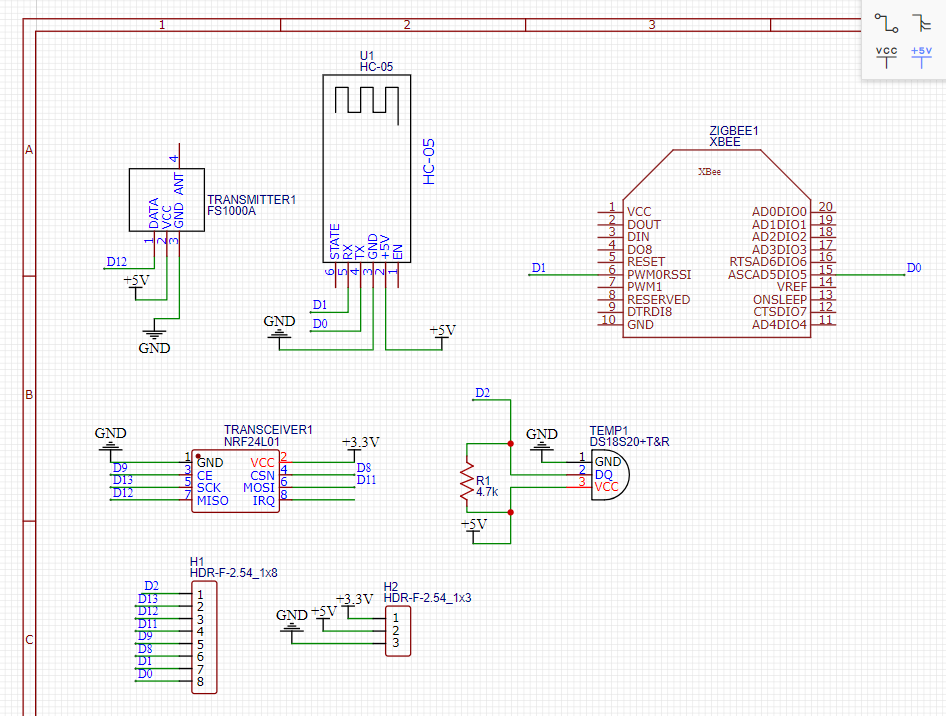 1
2
3
VCC
+5V
A
B
C
U1
HC-05
HC-05
STATE
RX
TX
GND
+5V
EN
6
5
4
3
2
1
D1
D0
GND
+5V
4
ANT
DATA
VCC
GND
1
2
3
TRANSMITTER1
FS1000A
D12
+5V
GND
ZIGBEE1
XBEE
XBee
1 VCC AD0DIO0 20
2 DOUT AD1DIO1 19
3 DIN AD2DIO2 18
4 DO8 AD3DIO3 17
5 RESET RTSAD6DIO6 16
D1 6 PWM0RSSI ASCAD5DIO5 15 D0
7 PWM1 VREF 14
8 RESERVED ONSLEEP 13
9 DTRDI8 CTSDIO7 12
10 GND AD4DIO4 11
TRANSCEIVER1
NRF24L01
GND
+3.3V
1 GND VCC 2
D9 3 CE CSN 4 D8
D13 5 SCK MOSI 6 D11
D12 7 MISO IRQ 8
D2
R1
4.7k
+5V
GND
TEMP1
DS18S20+T&R
1 GND
2 DQ
3 VCC
H1
HDR-F-2.54_1x8
D2 1
D13 2
D12 3
D11 4
D9 5
D8 6
D1 7
D0 8
H2
HDR-F-2.54_1x3
GND
+5V
+3.3V
1
2
3